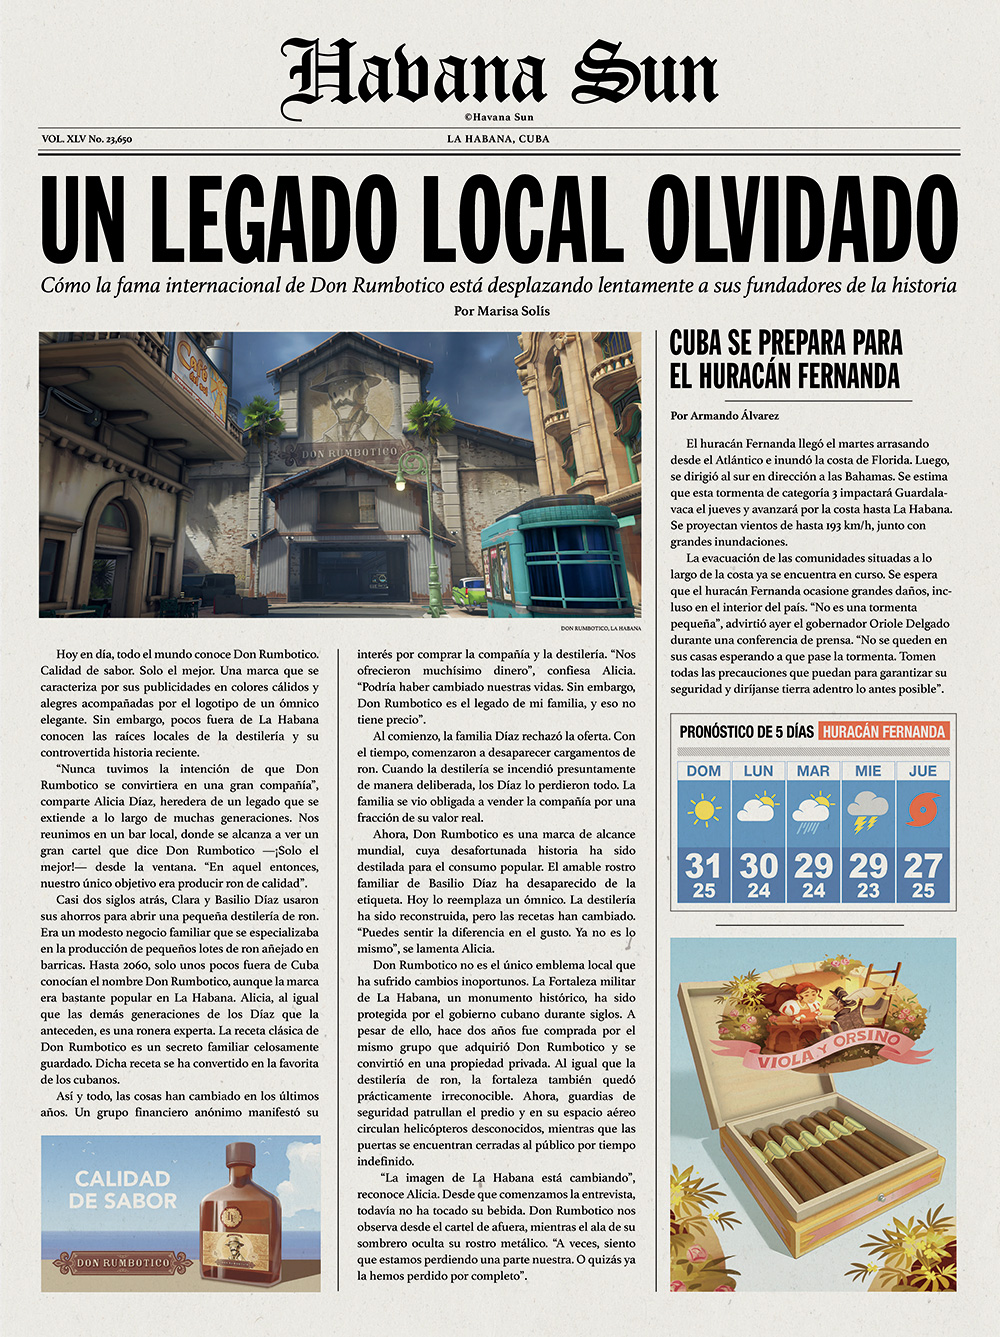 Havana Sun
©Havana Sun
VOL. XLV No. 23,650
LA HABANA, CUBA
UN LEGADO LOCAL OLVIDADO
Cómo la fama internacional de Don Rumbotico está desplazando lentamente a sus fundadores de la historia
Por Marisa Solís
DON RUMBOTICO
DON RUMBOTICO, LA HABANA
Hoy en día, todo el mundo conoce Don Rumbotico.
Calidad de sabor. Solo el mejor. Una marca que se
caracteriza por sus publicidades en colores cálidos y
alegres acompañadas por el logotipo de un ómnico
elegante. Sin embargo, pocos fuera de La Habana
conocen las raíces locales de la destilería y su
controvertida historia reciente.
“Nunca tuvimos la intención de que Don
Rumbotico se convirtiera en una gran compañía”,
comparte Alicia Díaz, heredera de un legado que se
extiende a lo largo de muchas generaciones. Nos
reunimos en un bar local, donde se alcanza a ver un
gran cartel que dice Don Rumbotico —¡Solo el
mejor!— desde la ventana. “En aquel entonces,
nuestro único objetivo era producir ron de calidad”.
Casi dos siglos atrás, Clara y Basilio Díaz usaron
sus ahorros para abrir una pequeña destilería de ron.
Era un modesto negocio familiar que se especializaba
en la producción de pequeños lotes de ron añejado en
barricas. Hasta 2060, solo unos pocos fuera de Cuba
conocían el nombre Don Rumbotico, aunque la marca
era bastante popular en La Habana. Alicia, al igual
que las demás generaciones de los Díaz que la
anteceden, es una ronera experta. La receta clásica de
Don Rumbotico es un secreto familiar celosamente
guardado. Dicha receta se ha convertido en la favorita
de los cubanos.
Así y todo, las cosas han cambiado en los últimos
años. Un grupo financiero anónimo manifestó su
CALIDAD
DE SABOR
DON RUMBOTICO
interés por comprar la compañía y la destilería. “Nos
ofrecieron muchísimo dinero”, confiesa Alicia.
“Podría haber cambiado nuestras vidas. Sin embargo,
Don Rumbotico es el legado de mi familia, y eso no
tiene precio”.
Al comienzo, la familia Díaz rechazó la oferta. Con
el tiempo, comenzaron a desaparecer cargamentos de
ron. Cuando la destilería se incendió presuntamente
de manera deliberada, los Díaz lo perdieron todo. La
familia se vio obligada a vender la compañía por una
fracción de su valor real.
Ahora, Don Rumbotico es una marca de alcance
mundial, cuya desafortunada historia ha sido
destilada para el consumo popular. El amable rostro
familiar de Basilio Díaz ha desaparecido de la
etiqueta. Hoy lo reemplaza un ómnico. La destilería
ha sido reconstruida, pero las recetas han cambiado.
“Puedes sentir la diferencia en el gusto. Ya no es lo
mismo”, se lamenta Alicia.
Don Rumbotico no es el único emblema local que
ha sufrido cambios inoportunos. La Fortaleza militar
de La Habana, un monumento histórico, ha sido
protegida por el gobierno cubano durante siglos. A
pesar de ello, hace dos años fue comprada por el
mismo grupo que adquirió Don Rumbotico y se
convirtió en una propiedad privada. Al igual que la
destilería de ron, la fortaleza también quedó
prácticamente irreconocible. Ahora, guardias de
seguridad patrullan el predio y en su espacio aéreo
circulan helicópteros desconocidos, mientras que las
puertas se encuentran cerradas al público por tiempo
indefinido.
“La imagen de La Habana está cambiando”,
reconoce Alicia. Desde que comenzamos la entrevista,
todavía no ha tocado su bebida. Don Rumbotico nos
observa desde el cartel de afuera, mientras el ala de su
sombrero oculta su rostro metálico. “A veces, siento
que estamos perdiendo una parte nuestra. O quizás ya
la hemos perdido por completo”.
CUBA SE PREPARA PARA
EL HURACÁN FERNANDA
Por Armando Álvarez
El huracán Fernanda llegó el martes arrasando
desde el Atlántico e inundó la costa de Florida. Luego,
se dirigió al sur en dirección a las Bahamas. Se estima
que esta tormenta de categoría 3 impactará Guardala-
vaca el jueves y avanzará por la costa hasta La Habana.
Se proyectan vientos de hasta 193 km/h, junto con
grandes inundaciones.
La evacuación de las comunidades situadas a lo
largo de la costa ya se encuentra en curso. Se espera
que el huracán Fernanda ocasione grandes daños, inc-
luso en el interior del país. “No es una tormenta
pequeña”, advirtió ayer el gobernador Oriole Delgado
durante una conferencia de prensa. “No se queden en
sus casas esperando a que pase la tormenta. Tomen
todas las precauciones que puedan para garantizar su
seguridad y diríjanse tierra adentro lo antes posible”.
PRONÓSTICO DE 5 DÍAS HURACÁN FERNANDA
DOM LUN MAR MIE JUE
31 30 29 29 27
25 24 24 23 25
VIOLA Y ORSINO